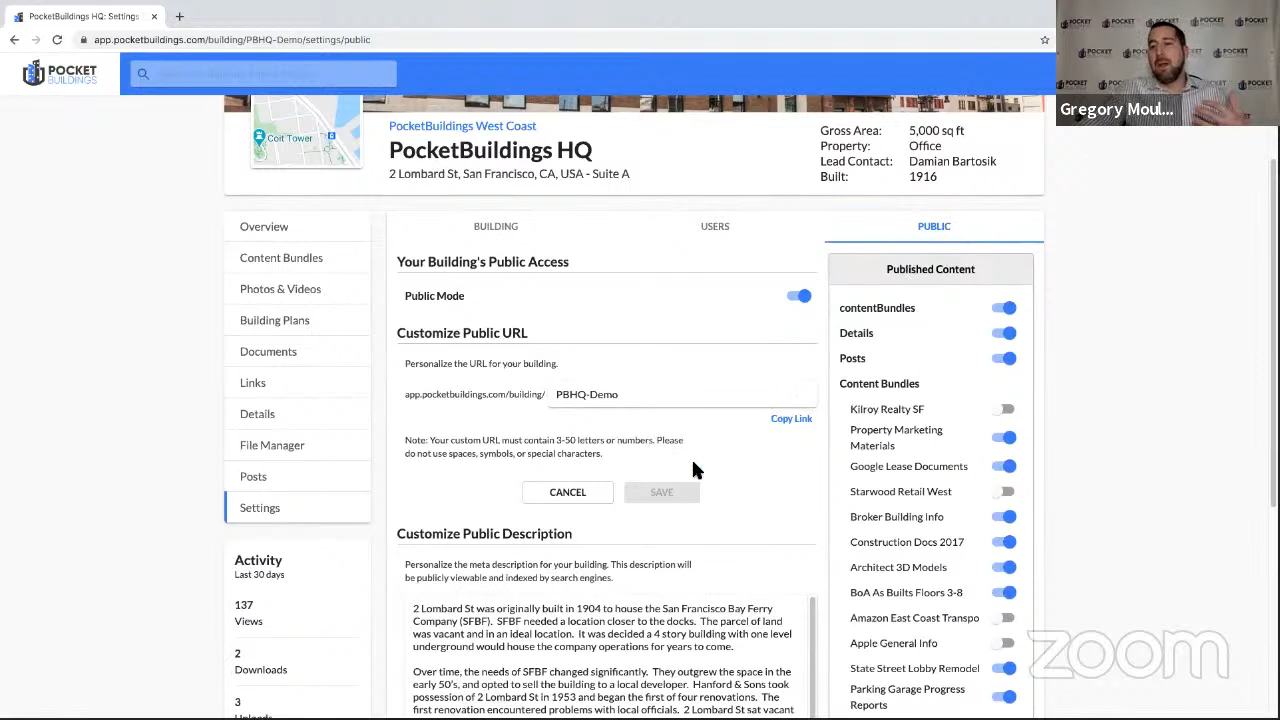 PocketBuildings HQ: Settings
app.pocketbuildings.com/building/PBHQ-Demo/settings/public
POCKET
BUILDINGS
Gregory Moul...
Coit Tower
PocketBuildings West Coast
PocketBuildings HQ
2 Lombard St, San Francisco, CA, USA - Suite A
Gross Area: 5,000 sq ft
Property: Office
Lead Contact: Damian Bartosik
Built: 1916
Overview
Content Bundles
Photos & Videos
Building Plans
Documents
Links
Details
File Manager
Posts
Settings
Activity
Last 30 days
137
Views
2
Downloads
3
Uploads
BUILDING
USERS
PUBLIC
Your Building's Public Access
Public Mode
Customize Public URL
Personalize the URL for your building.
app.pocketbuildings.com/building/ PBHQ-Demo
Copy Link
Note: Your custom URL must contain 3-50 letters or numbers. Please
do not use spaces, symbols, or special characters.
CANCEL
SAVE
Customize Public Description
Personalize the meta description for your building. This description will
be publicly viewable and indexed by search engines.
2 Lombard St was originally built in 1904 to house the San Francisco Bay Ferry
Company (SFBF). SFBF needed a location closer to the docks. The parcel of land
was vacant and in an ideal location. It was decided a 4 story building with one level
underground would house the company operations for years to come.
Over time, the needs of SFBF changed significantly. They outgrew the space in the
early 50's, and opted to sell the building to a local developer. Hanford & Sons took
possession of 2 Lombard St in 1953 and began the first of four renovations. The
first renovation encountered problems with local officials. 2 Lombard St sat vacant
Published Content
contentBundles
Details
Posts
Content Bundles
Kilroy Realty SF
Property Marketing
Materials
Google Lease Documents
Starwood Retail West
Broker Building Info
Construction Docs 2017
Architect 3D Models
BoA As Builts Floors 3-8
Amazon East Coast Transpo
Apple General Info
State Street Lobby Remodel
Parking Garage Progress
Reports
zoom